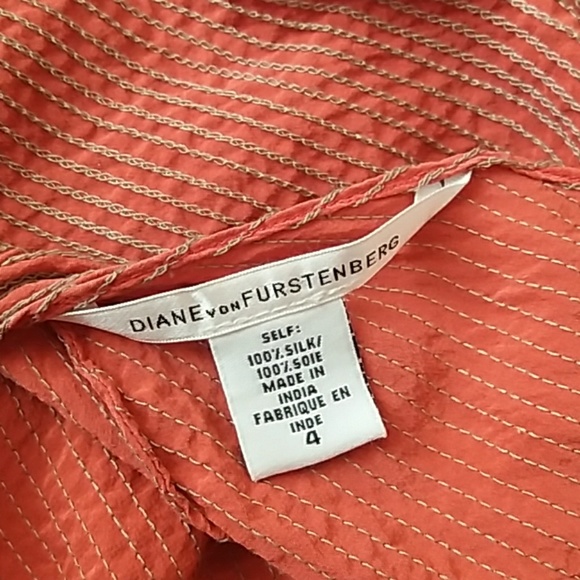 DIANE VON FURSTENBERG
SELF:
100% SILK/
100% SOIE
MADE IN
INDIA
FABRIQUE EN
INDE
4